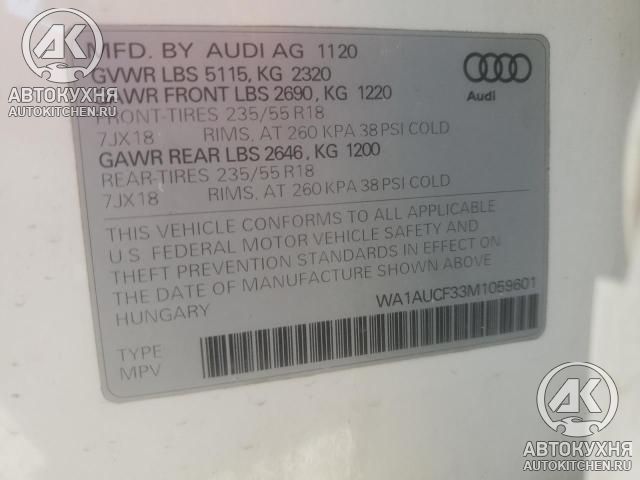 MFD. BY AUDI AG 1120
GVWR LBS 5115, KG 2320
GAWR FRONT LBS 2690, KG 1220
FRONT-TIRES 235/55 R18
7JX18 RIMS, AT 260 KPA 38 PSI COLD
GAWR REAR LBS 2646, KG 1200
REAR-TIRES 235/55 R18
7JX18 RIMS, AT 260 KPA 38 PSI COLD
Audi
THIS VEHICLE CONFORMS TO ALL APPLICABLE
U.S. FEDERAL MOTOR VEHICLE SAFETY AND
THEFT PREVENTION STANDARDS IN EFFECT ON
THE DATE OF MANUFACTURE SHOWN ABOVE
HUNGARY
WA1AUCF33M1059601
TYPE
MPV
АК
АВТОКУХНЯ
AUTOKITCHEN.RU
АК
АВТОКУХНЯ
AUTOKITCHEN.RU